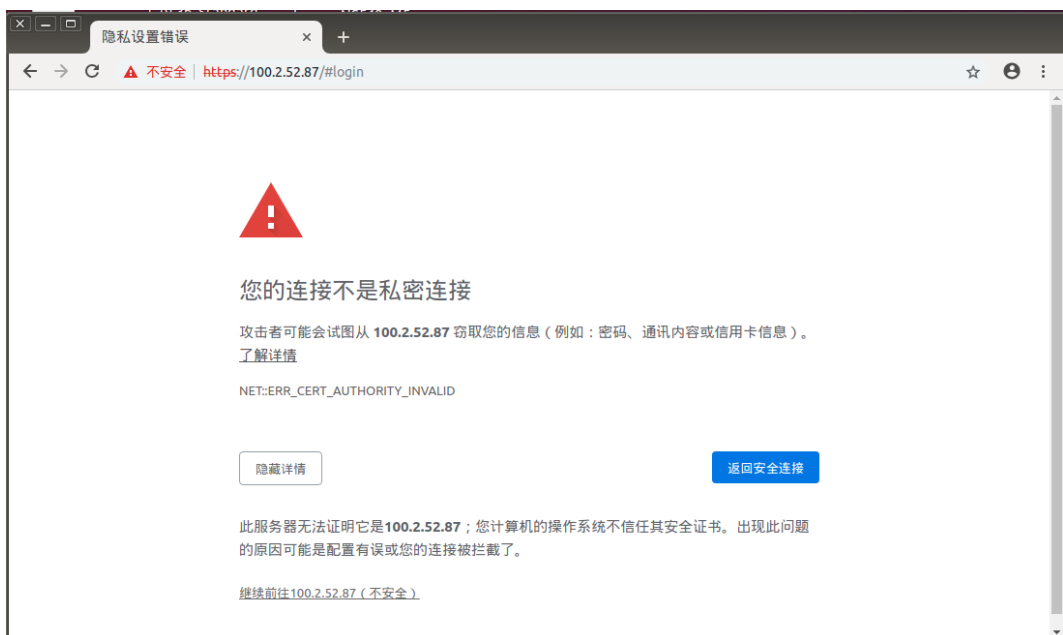 隐私设置错误
不安全 | https://100.2.52.87/#login
您的连接不是私密连接
攻击者可能会试图从 100.2.52.87 窃取您的信息（例如：密码、通讯内容或信用卡信息）。
了解详情
NET::ERR_CERT_AUTHORITY_INVALID
隐藏详情
返回安全连接
此服务器无法证明它是100.2.52.87；您计算机的操作系统不信任其安全证书。出现此问题
的原因可能是配置有误或您的连接被拦截了。
继续前往100.2.52.87（不安全）